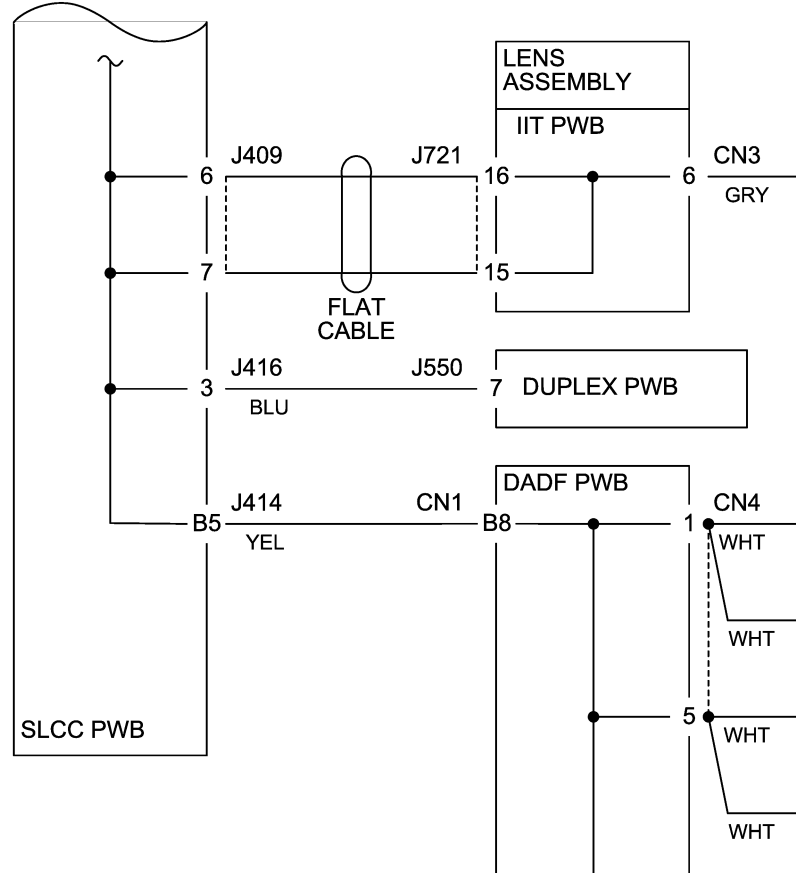 LENS
ASSEMBLY
IIT PWB
J409
J721
CN3
6
16
6
GRY
7
15
FLAT
CABLE
J416
J550
3
7
DUPLEX PWB
BLU
DADF PWB
J414
CN1
CN4
B5
B8
1
YEL
WHT
WHT
5
SLCC PWB
WHT
WHT